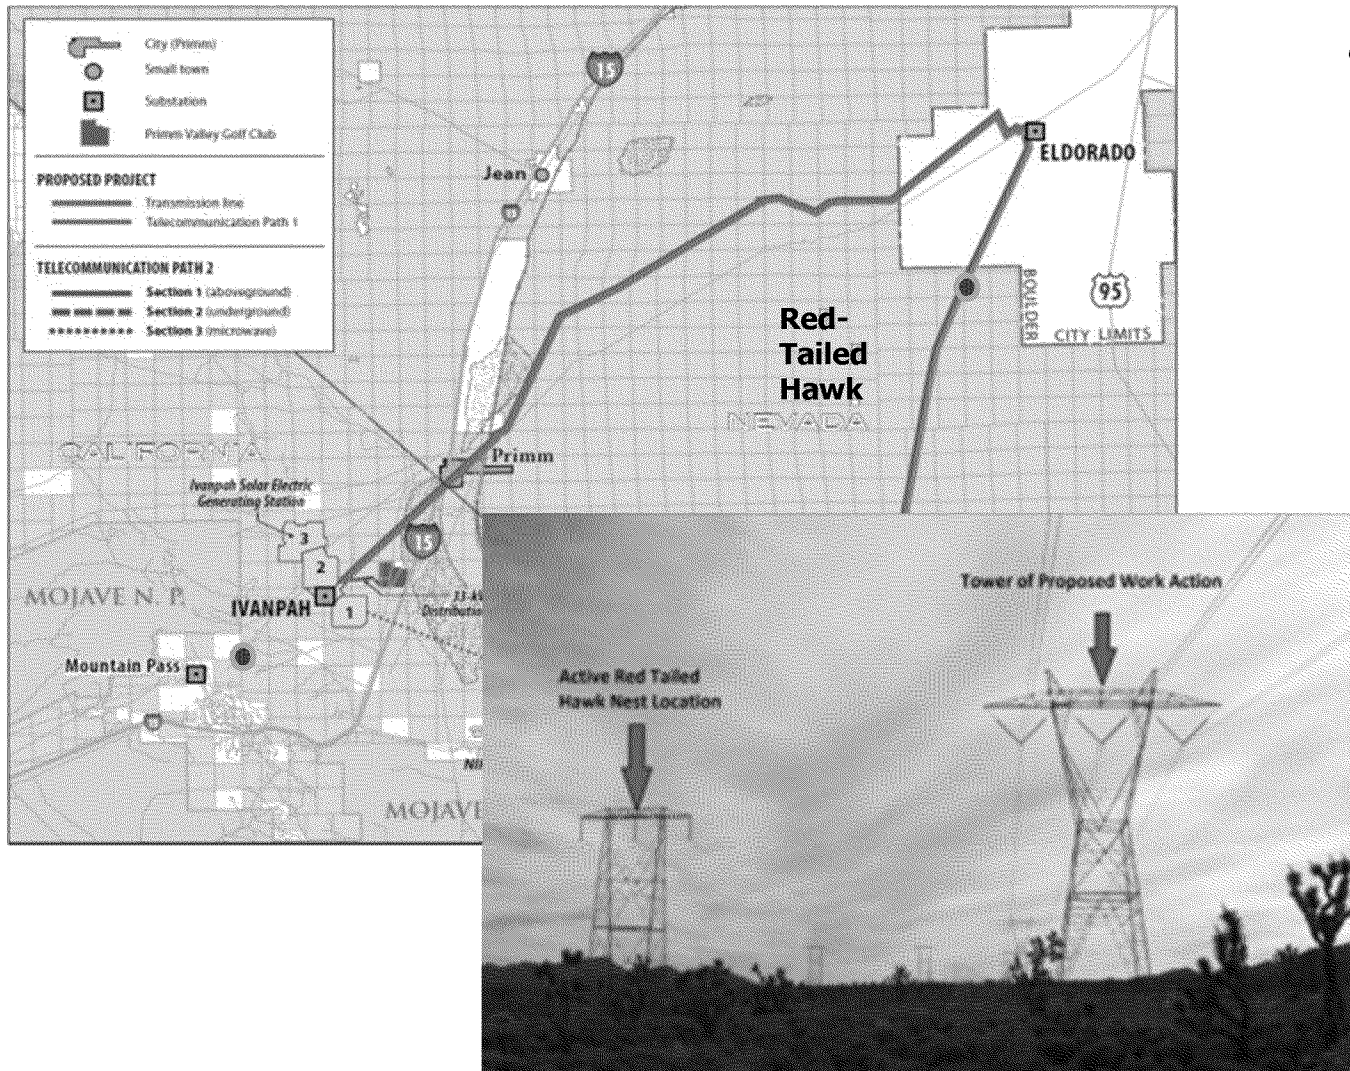 City (Primm)
Small town
Substation
Primm Valley Golf Club
PROPOSED PROJECT
Transmission line
Telecommunication Path 1
TELECOMMUNICATION PATH 2
Section 1 (aboveground)
Section 2 (underground)
Section 3 (microwave)
15
Jean
ELDORADO
95
BOULDER
CITY LIMITS
Red-
Tailed
Hawk
NEVADA
CALIFORNIA
Primm
Ivanpah Solar Electric
Generating Station
3
15
2
MOJAVE N. P.
IVANPAH
1
33-kV
Distribution
Mountain Pass
MOJAVE
Tower of Proposed Work Action
Active Red Tailed
Hawk Nest Location